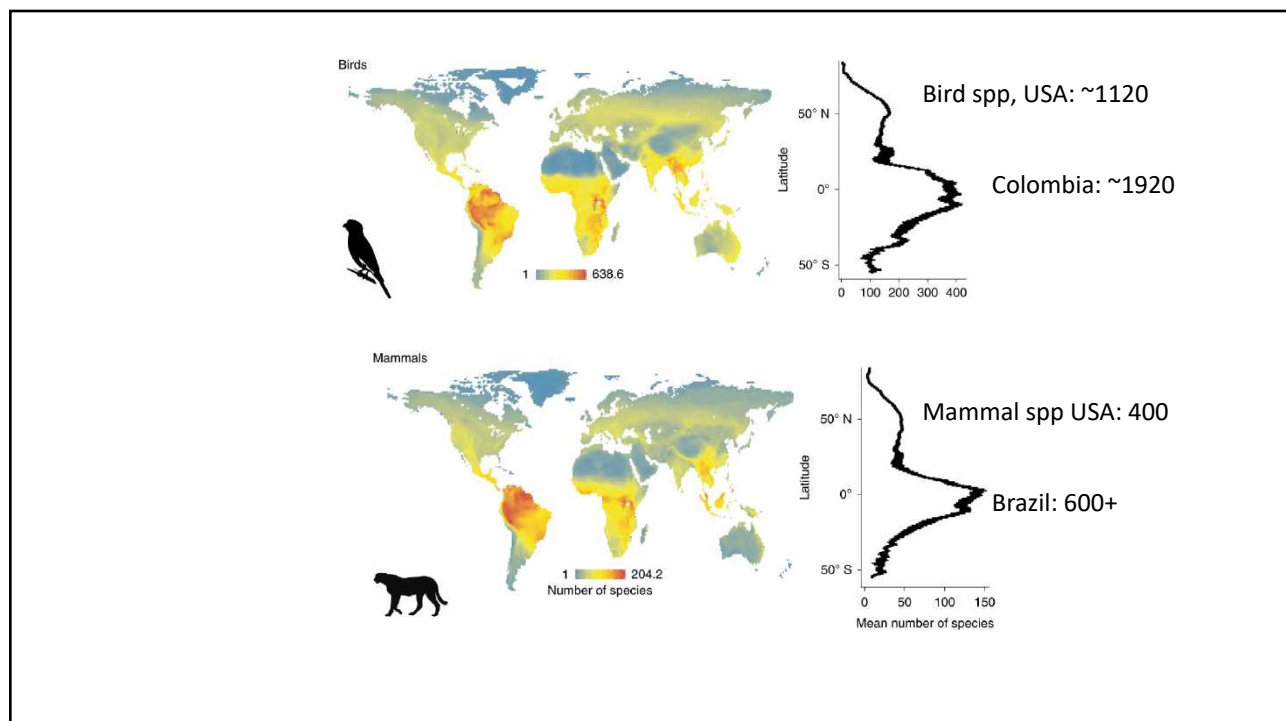 Birds
1 638.6
Latitude
50° N
0°
50° S
0 100 200 300 400
Bird spp, USA: ~1120
Colombia: ~1920
Mammals
1 204.2
Number of species
Latitude
50° N
0°
50° S
0 50 100 150
Mean number of species
Mammal spp USA: 400
Brazil: 600+